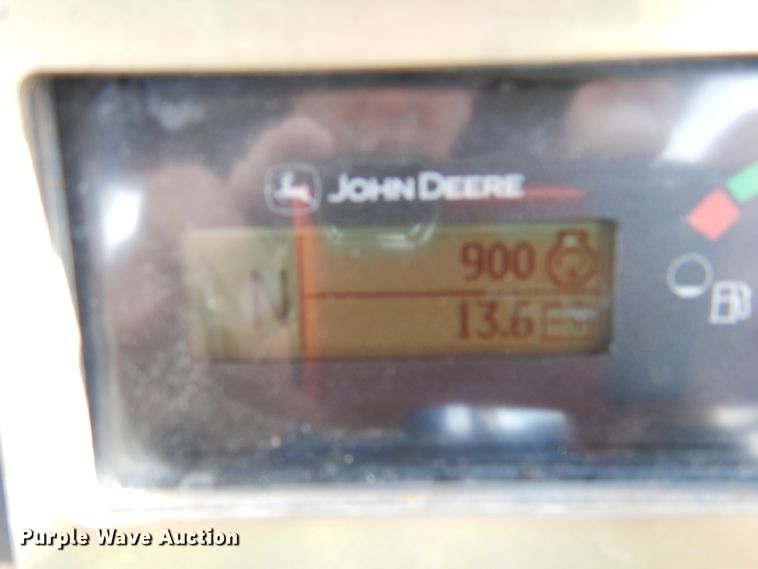 JOHN DEERE
N
900
13.6
Purple Wave Auction